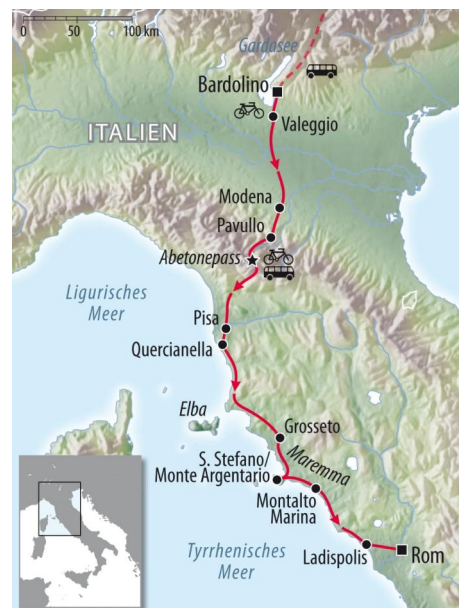 0 50 100 km
Gardasee
Bardolino
Valeggio
ITALIEN
Modena
Pavullo
Abetonepass
Ligurisches
Meer
Pisa
Quercianella
Elba
Grosseto
Maremma
S. Stefano/
Monte Argentario
Montalto
Marina
Tyrrhenisches
Meer
Ladispolis
Rom